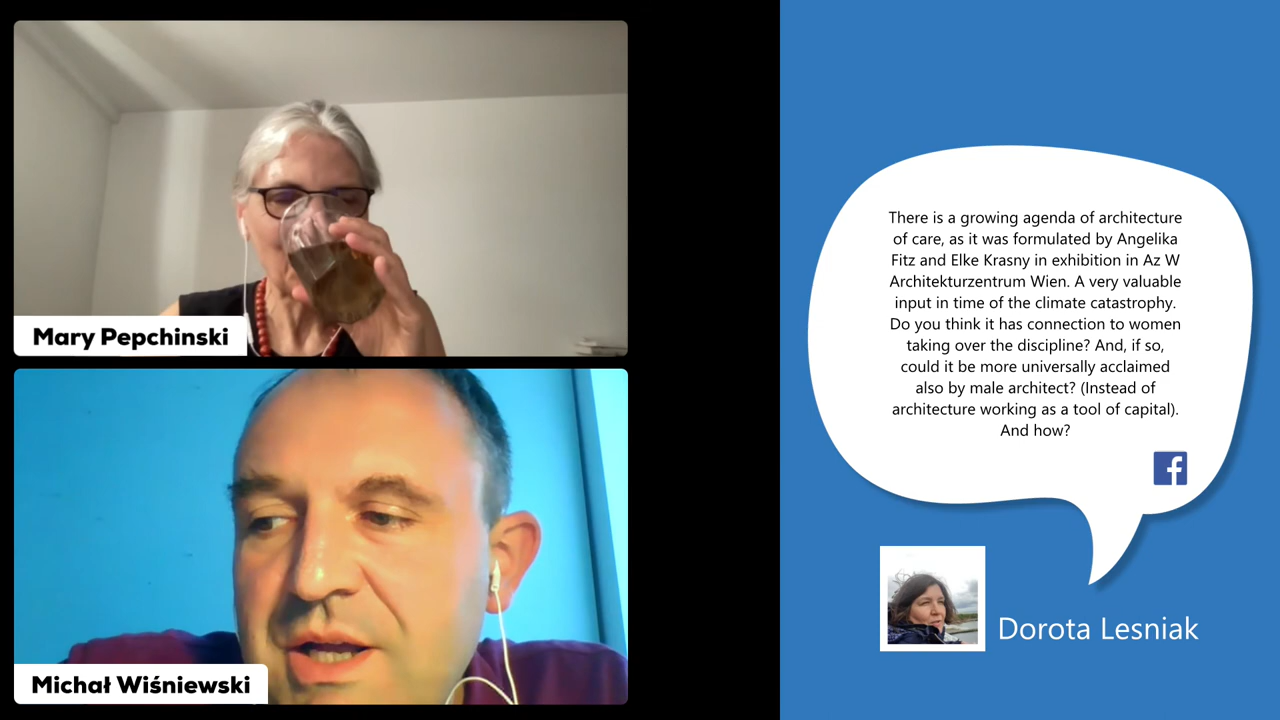 Mary Pepchinski
Michał Wiśniewski
There is a growing agenda of architecture
of care, as it was formulated by Angelika
Fitz and Elke Krasny in exhibition in Az W
Architekturzentrum Wien. A very valuable
input in time of the climate catastrophy.
Do you think it has connection to women
taking over the discipline? And, if so,
could it be more universally acclaimed
also by male architect? (Instead of
architecture working as a tool of capital).
And how?
Dorota Lesniak